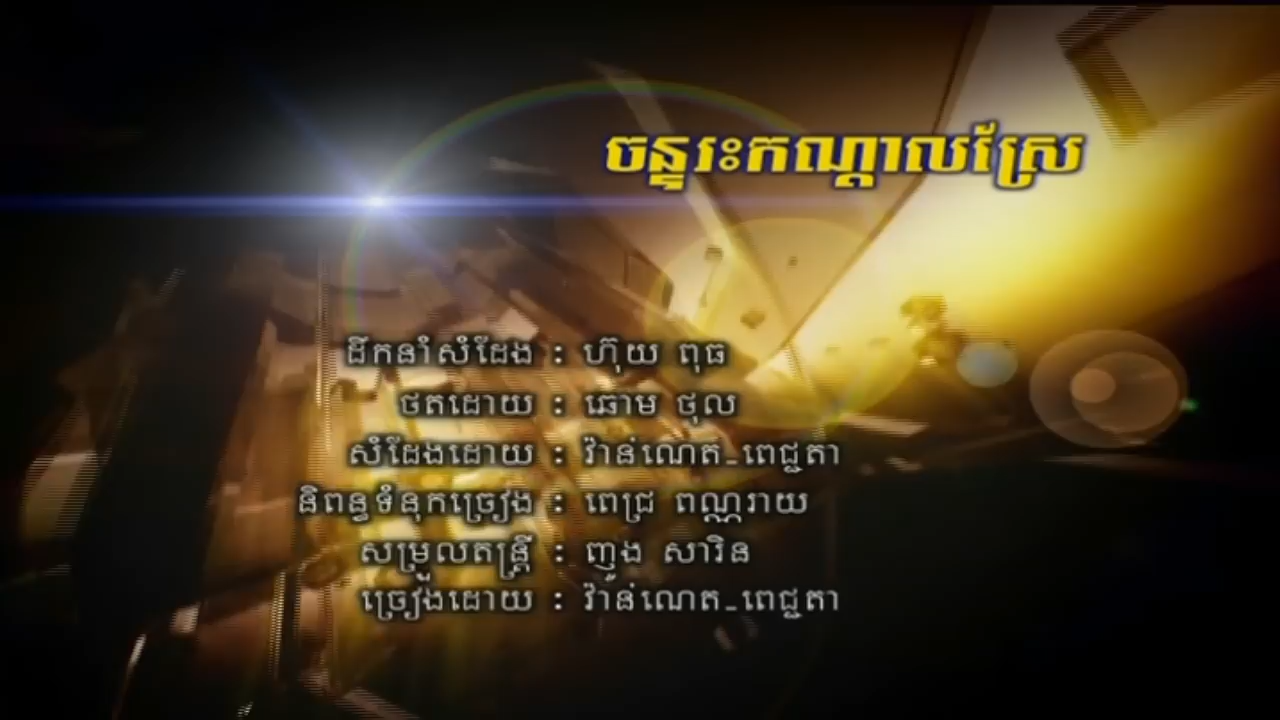 ចន្ទរះកណ្ដាលស្រែ
ដឹកនាំសំដែង : ហ៊ុយ ពុធ
ថតដោយ : ឆោម ថុល
សំដែងដោយ : វ៉ាន់ណេត_ពេជ្ជតា
និពន្ធទំនុកច្រៀង : ពេជ្រ ពណ្ណរាយ
សម្រួលតន្ត្រី : ញូង សារិន
ច្រៀងដោយ : វ៉ាន់ណេត_ពេជ្ជតា